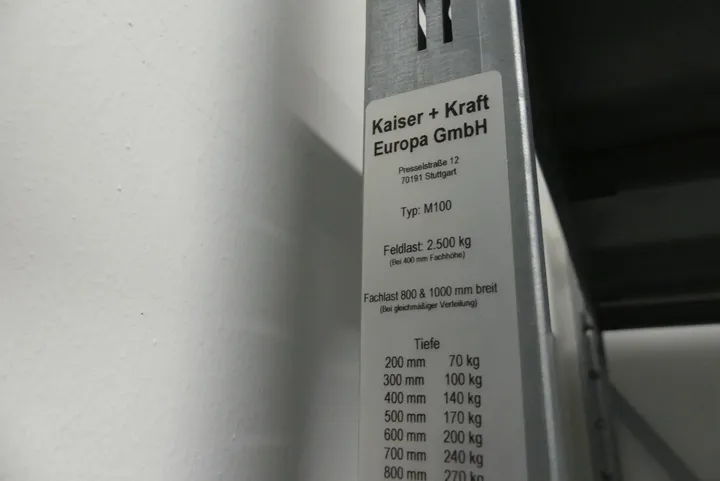 Kaiser + Kraft
Europa GmbH
Presselstraße 12
70191 Stuttgart
Typ: M100
Feldlast: 2.500 kg
(Bei 400 mm Fachhöhe)
Fachlast 800 & 1000 mm breit
(Bei gleichmäßiger Verteilung)
Tiefe
200 mm 70 kg
300 mm 100 kg
400 mm 140 kg
500 mm 170 kg
600 mm 200 kg
700 mm 240 kg
800 mm 270 kg